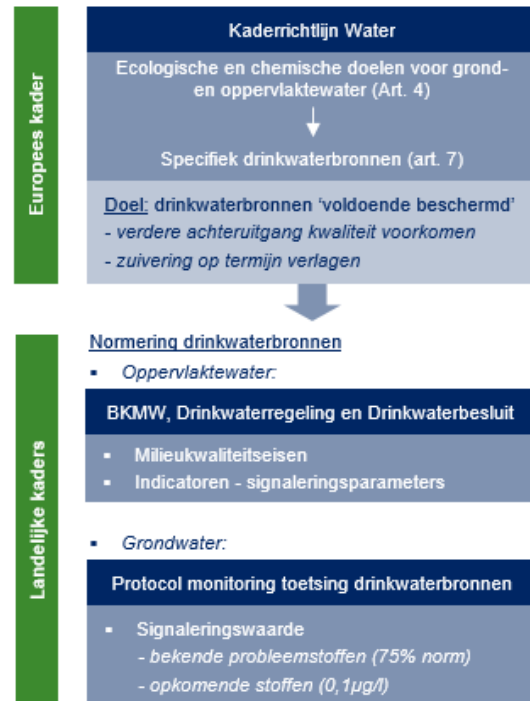 Europees kader
Kaderrichtlijn Water
Ecologische en chemische doelen voor grond-
en oppervlaktewater (Art. 4)
Specifiek drinkwaterbronnen (art. 7)
Doel: drinkwaterbronnen ‘voldoende beschermd’
- verdere achteruitgang kwaliteit voorkomen
- zuivering op termijn verlagen
Landelijke kaders
Normering drinkwaterbronnen
▪ Oppervlaktewater:
BKMW, Drinkwaterregeling en Drinkwaterbesluit
▪ Milieukwaliteitseisen
▪ Indicatoren - signaleringsparameters
▪ Grondwater:
Protocol monitoring toetsing drinkwaterbronnen
▪ Signaleringswaarde
- bekende probleemstoffen (75% norm)
- opkomende stoffen (0,1µg/l)